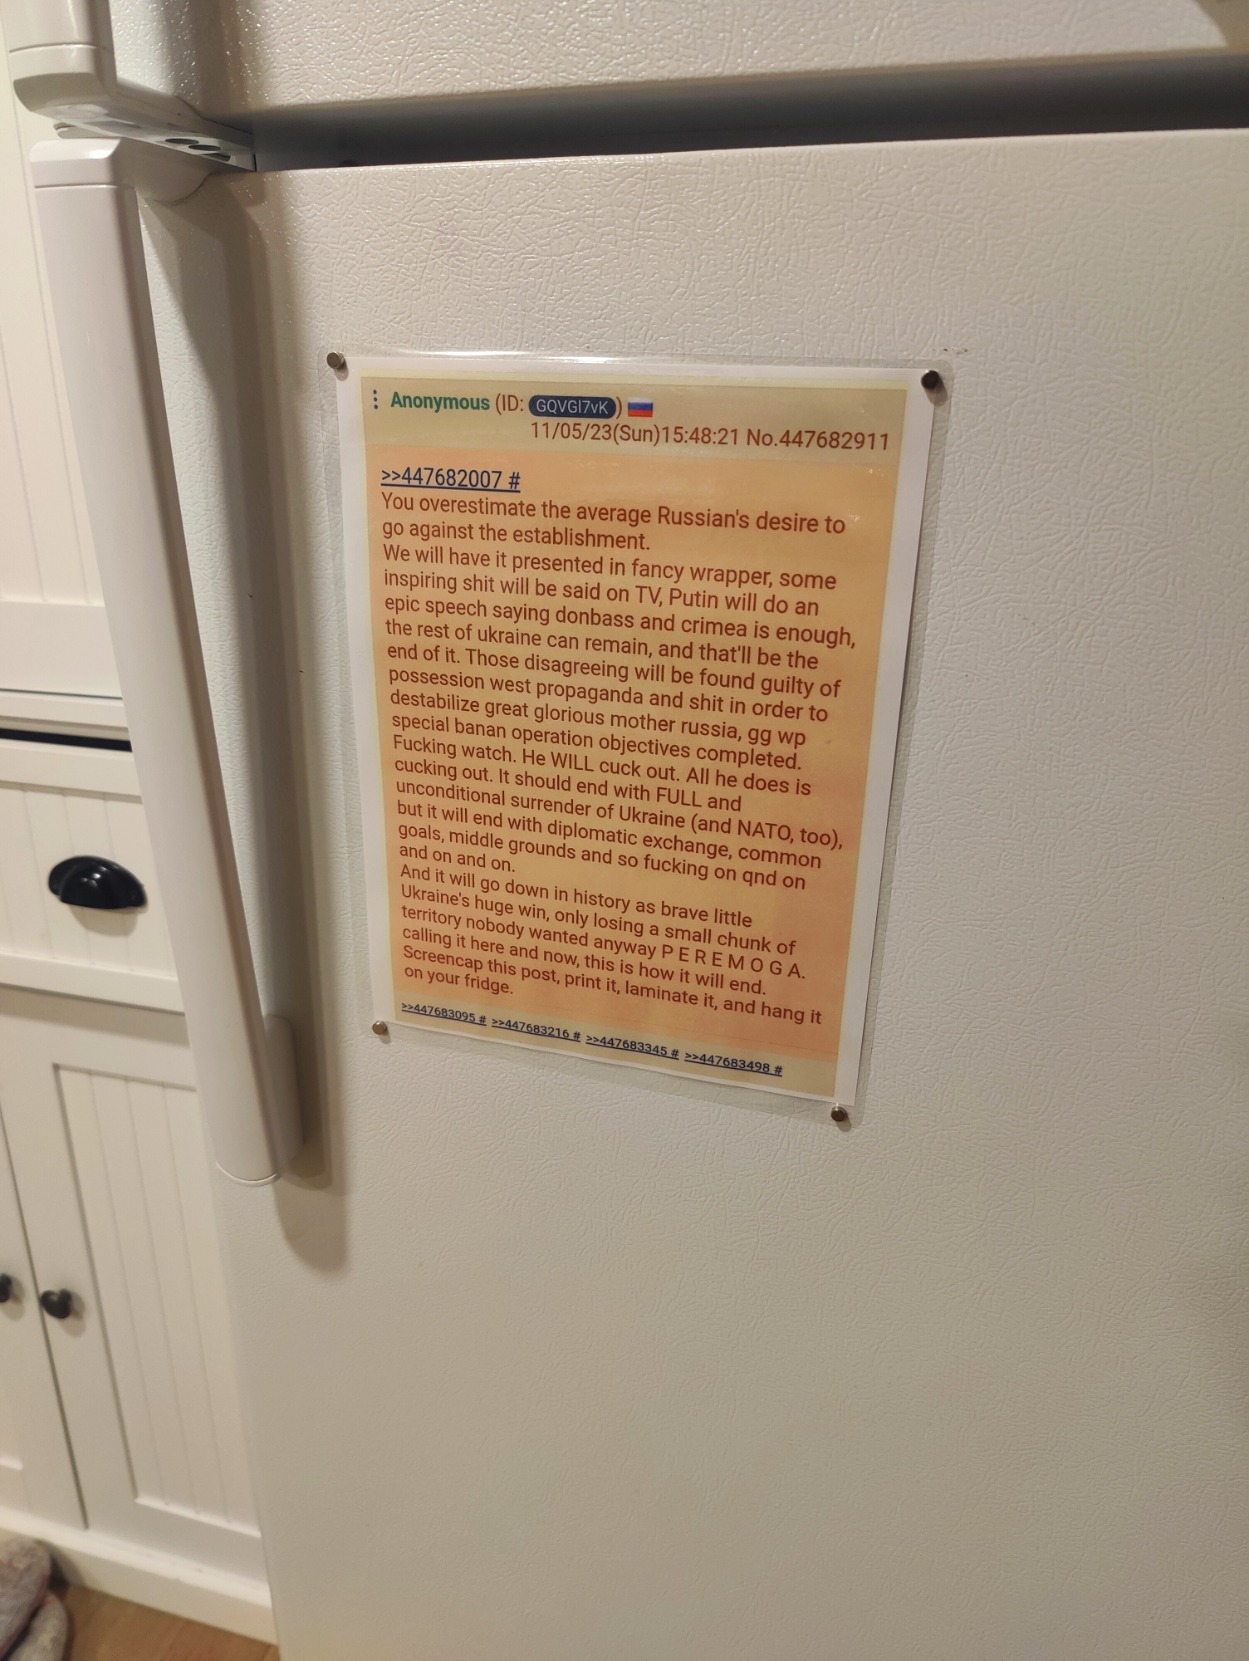 Anonymous (ID: GQVGI7vK)
11/05/23(Sun)15:48:21 No.447682911
>>447682007 #
You overestimate the average Russian's desire to
go against the establishment.
We will have it presented in fancy wrapper, some
inspiring shit will be said on TV, Putin will do an
epic speech saying donbass and crimea is enough,
the rest of ukraine can remain, and that'll be the
end of it. Those disagreeing will be found guilty of
possession west propaganda and shit in order to
destabilize great glorious mother russia, gg wp
special banan operation objectives completed.
Fucking watch. He WILL cuck out. All he does is
cucking out. It should end with FULL and
unconditional surrender of Ukraine (and NATO, too),
but it will end with diplomatic exchange, common
goals, middle grounds and so fucking on qnd on
and on and on.
And it will go down in history as brave little
Ukraine's huge win, only losing a small chunk of
territory nobody wanted anyway P E R E M O G A.
calling it here and now, this is how it will end.
Screencap this post, print it, laminate it, and hang it
on your fridge.
>>447683095 # >>447683216 # >>447683345 # >>447683498 #